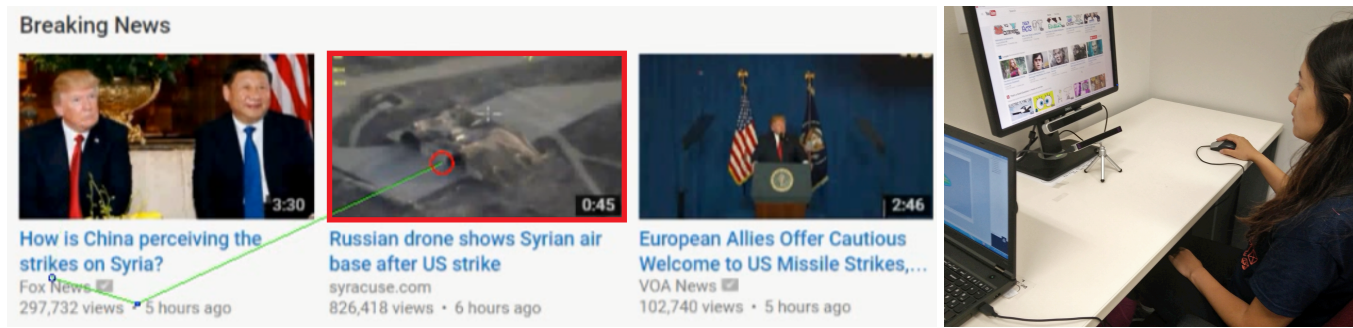 Breaking News
3:30
0:45
2:46
How is China perceiving the
strikes on Syria?
Fox News
297,732 views • 5 hours ago
Russian drone shows Syrian air
base after US strike
syracuse.com
826,418 views • 6 hours ago
European Allies Offer Cautious
Welcome to US Missile Strikes,...
VOA News
102,740 views • 5 hours ago